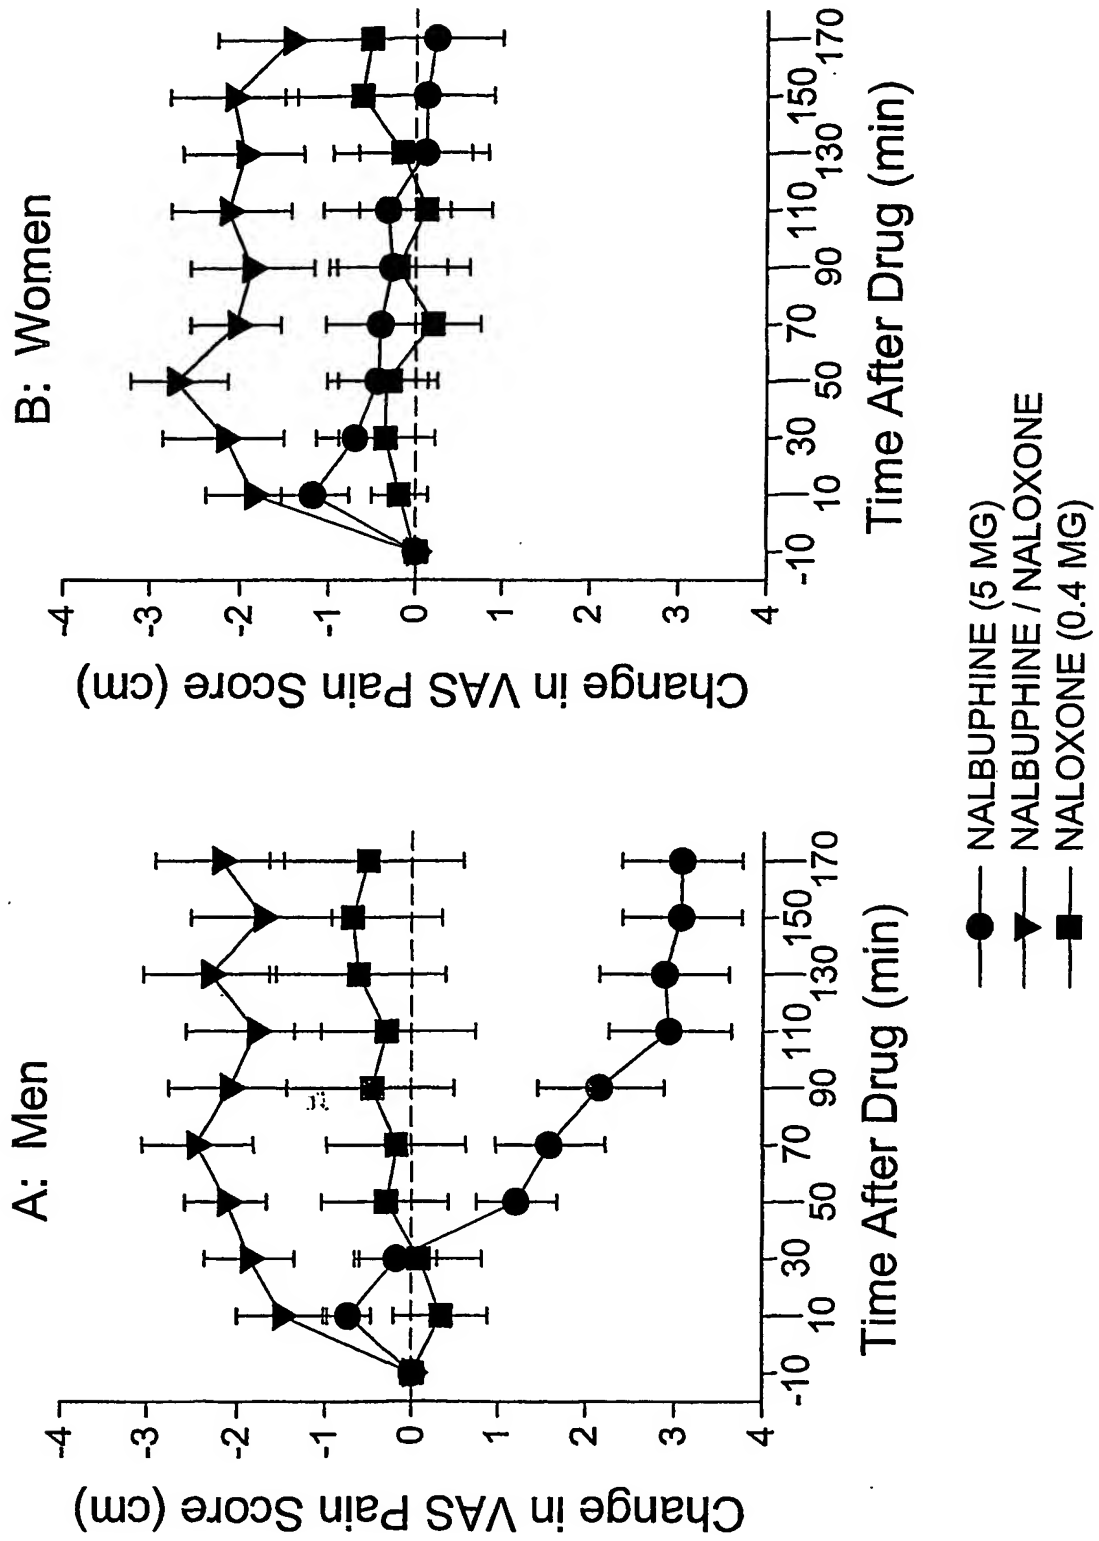 A: Men
Change in VAS Pain Score (cm)
-4
-3
-2
-1
0
1
2
3
4
-10 10 30 50 70 90 110 130 150 170
Time After Drug (min)
B: Women
Change in VAS Pain Score (cm)
-4
-3
-2
-1
0
1
2
3
4
-10 10 30 50 70 90 110 130 150 170
Time After Drug (min)
NALBUPHINE (5 MG)
NALBUPHINE / NALOXONE
NALOXONE (0.4 MG)